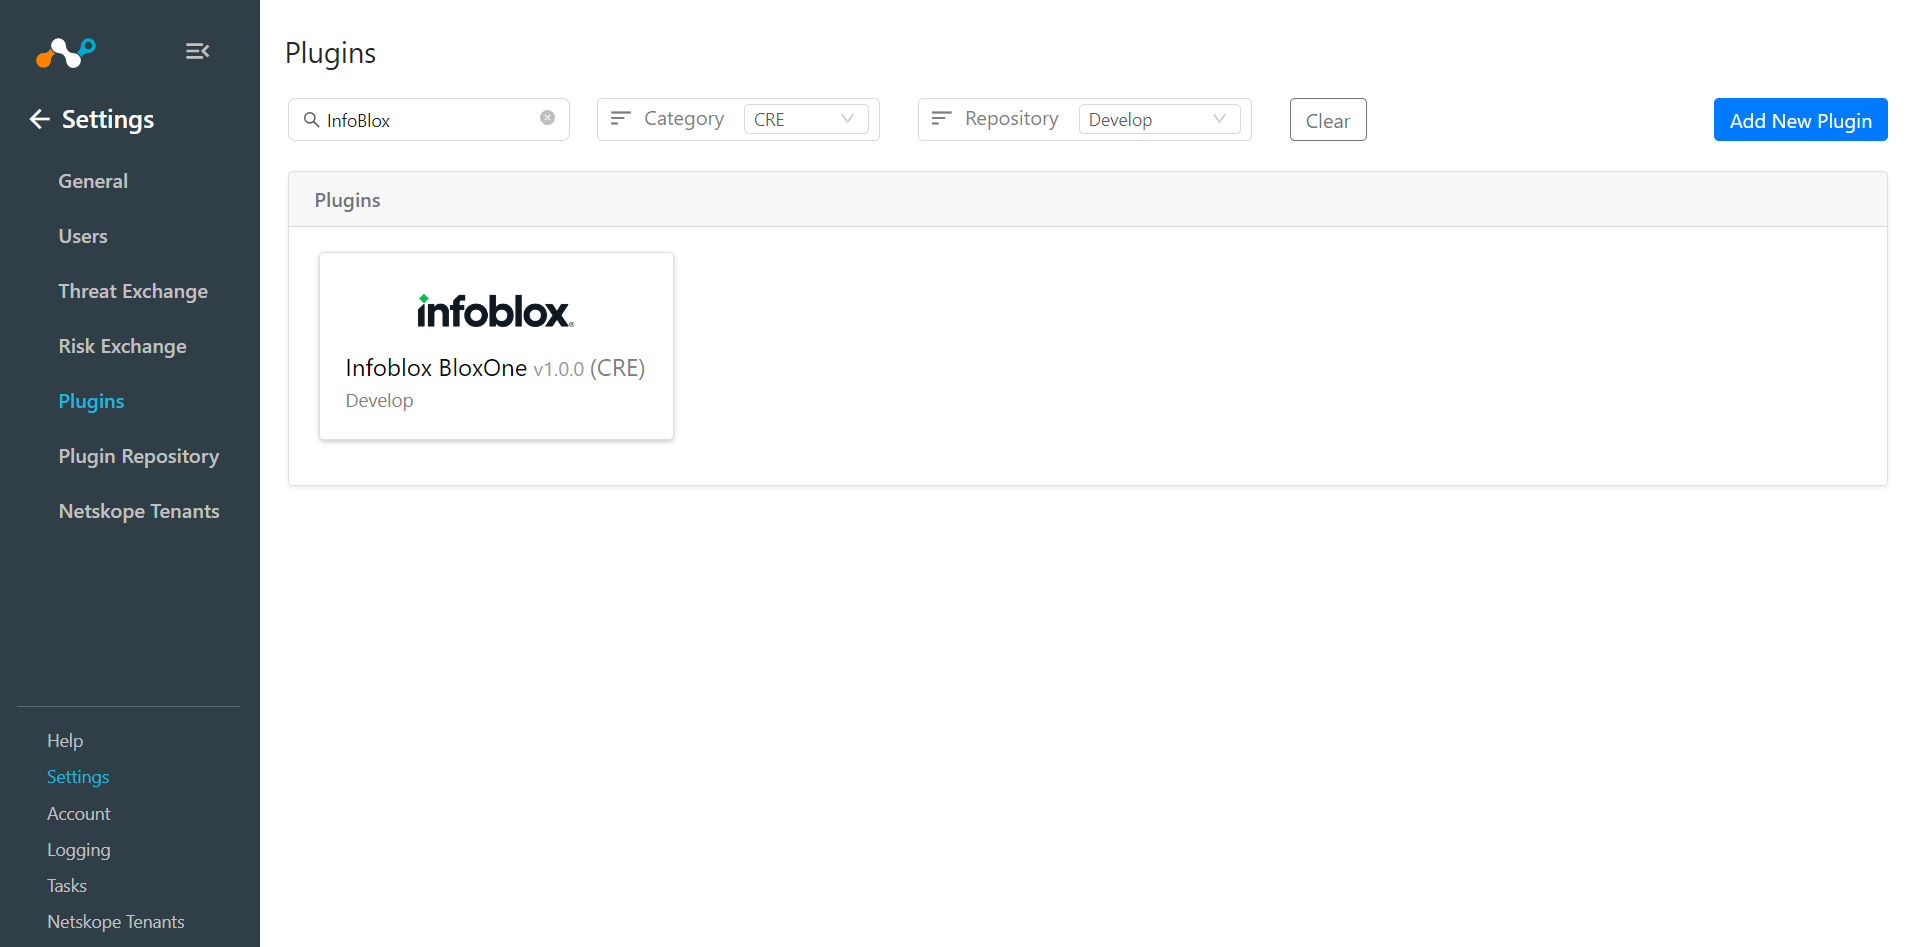 Settings
General
Users
Threat Exchange
Risk Exchange
Plugins
Plugin Repository
Netskope Tenants
Help
Settings
Account
Logging
Tasks
Netskope Tenants
Plugins
InfoBlox
Category CRE
Repository Develop
Clear
Add New Plugin
Plugins
infoblox®
Infoblox BloxOne v1.0.0 (CRE)
Develop